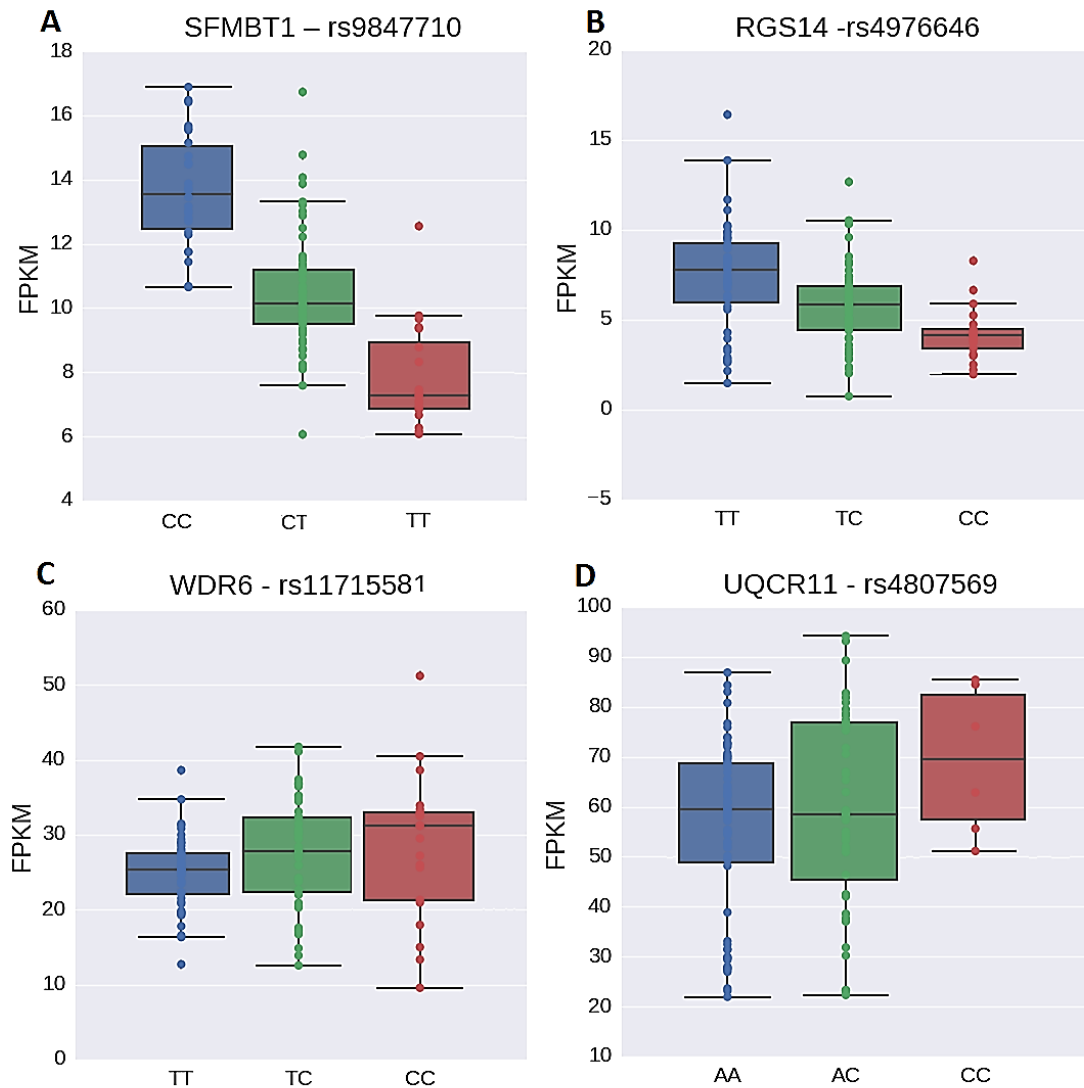 A
SFMBT1 – rs9847710
18
16
14
12
10
8
6
4
FPKM
CC CT TT
B
RGS14 -rs4976646
20
15
10
5
0
−5
FPKM
TT TC CC
C
WDR6 - rs11715581
60
50
40
30
20
10
0
FPKM
TT TC CC
D
UQCR11 - rs4807569
100
90
80
70
60
50
40
30
20
10
FPKM
AA AC CC